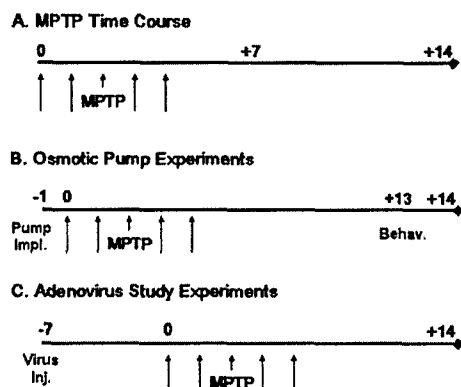 A. MPTP Time Course
0 +7 +14
MPTP
B. Osmotic Pump Experiments
-1 0 +13 +14
Pump
Impl. MPTP Behav.
C. Adenovirus Study Experiments
-7 0 +14
Virus
Inj. MPTP